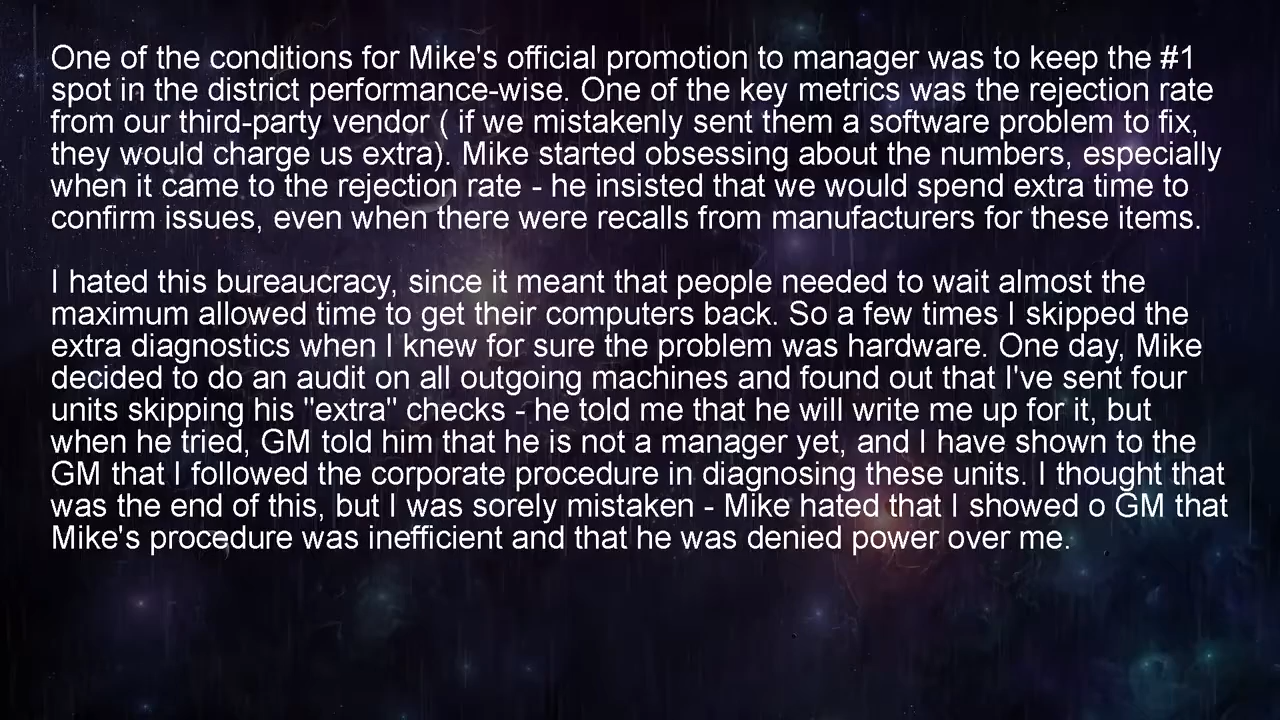 One of the conditions for Mike's official promotion to manager was to keep the #1
spot in the district performance-wise. One of the key metrics was the rejection rate
from our third-party vendor ( if we mistakenly sent them a software problem to fix,
they would charge us extra). Mike started obsessing about the numbers, especially
when it came to the rejection rate - he insisted that we would spend extra time to
confirm issues, even when there were recalls from manufacturers for these items.
I hated this bureaucracy, since it meant that people needed to wait almost the
maximum allowed time to get their computers back. So a few times I skipped the
extra diagnostics when I knew for sure the problem was hardware. One day, Mike
decided to do an audit on all outgoing machines and found out that I've sent four
units skipping his "extra" checks - he told me that he will write me up for it, but
when he tried, GM told him that he is not a manager yet, and I have shown to the
GM that I followed the corporate procedure in diagnosing these units. I thought that
was the end of this, but I was sorely mistaken - Mike hated that I showed o GM that
Mike's procedure was inefficient and that he was denied power over me.